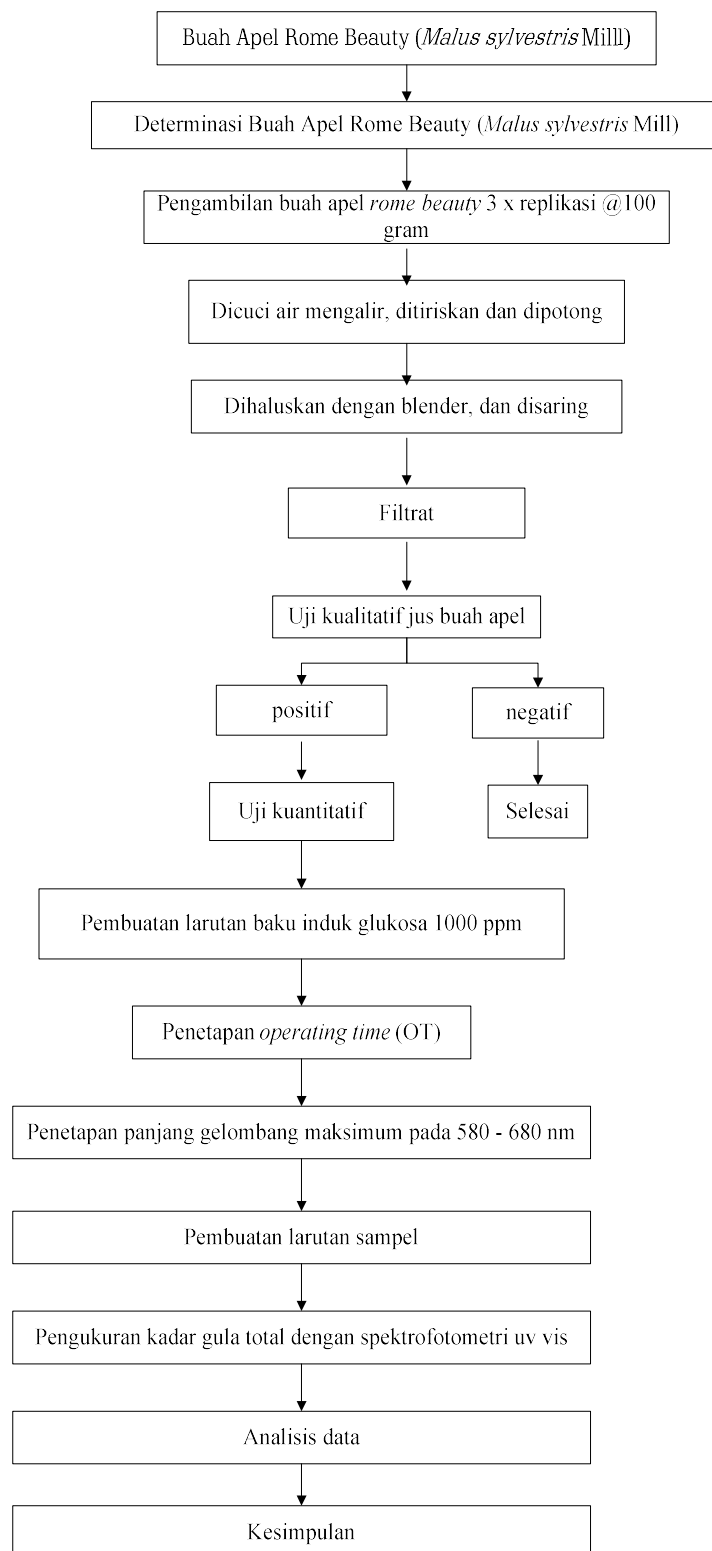 Buah Apel Rome Beauty (Malus sylvestris Milll)
Determinasi Buah Apel Rome Beauty (Malus sylvestris Mill)
Pengambilan buah apel rome beauty 3 x replikasi @100
gram
Dicuci air mengalir, ditiriskan dan dipotong
Dihaluskan dengan blender, dan disaring
Filtrat
Uji kualitatif jus buah apel
positif
negatif
Uji kuantitatif
Selesai
Pembuatan larutan baku induk glukosa 1000 ppm
Penetapan operating time (OT)
Penetapan panjang gelombang maksimum pada 580 - 680 nm
Pembuatan larutan sampel
Pengukuran kadar gula total dengan spektrofotometri uv vis
Analisis data
Kesimpulan